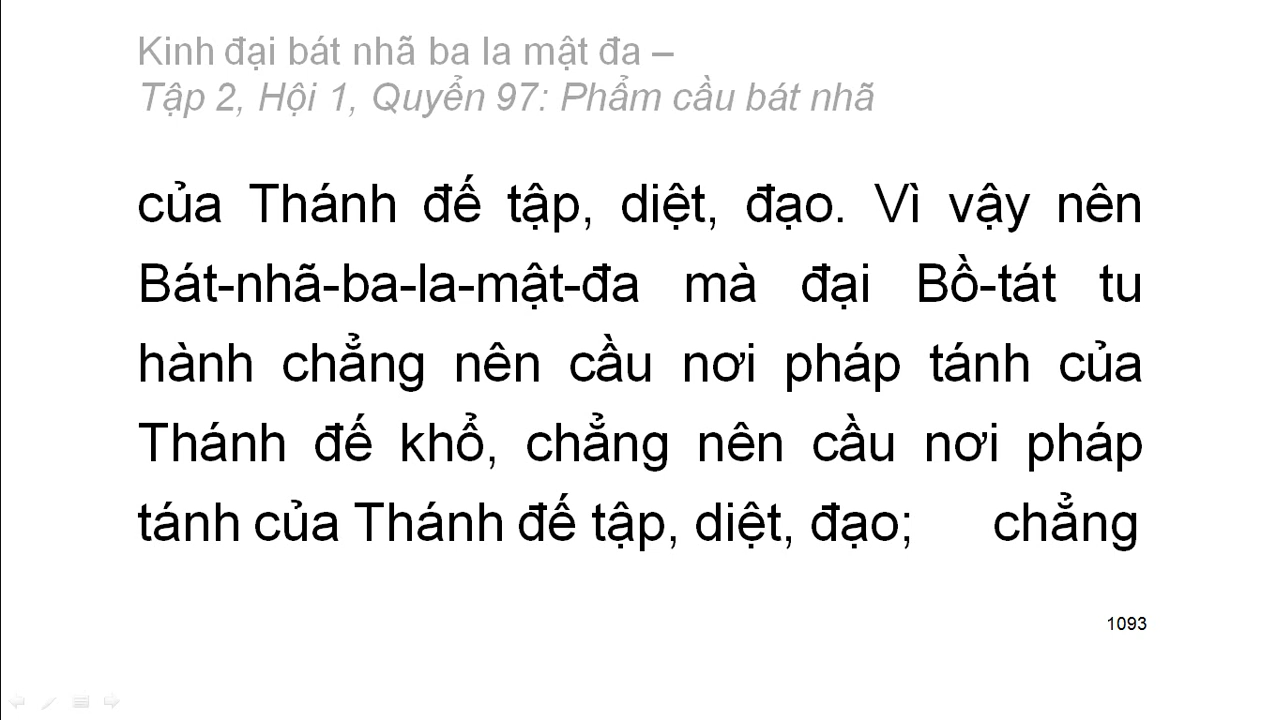 Kinh đại bát nhã ba la mật đa –
Tập 2, Hội 1, Quyển 97: Phẩm cầu bát nhã
của Thánh đế tập, diệt, đạo. Vì vậy nên
Bát-nhã-ba-la-mật-đa mà đại Bồ-tát tu
hành chẳng nên cầu nơi pháp tánh của
Thánh đế khổ, chẳng nên cầu nơi pháp
tánh của Thánh đế tập, diệt, đạo; chẳng
1093